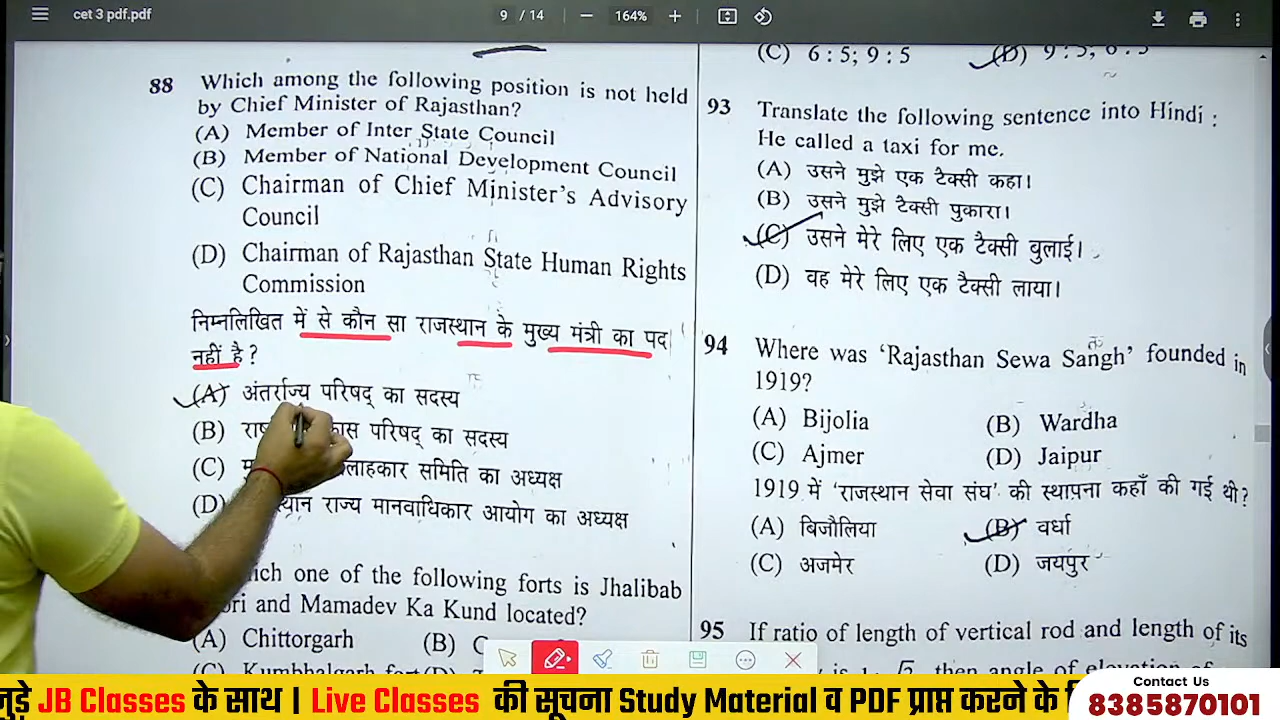 cet 3 pdf.pdf
9 / 14
164%
88 Which among the following position is not held
by Chief Minister of Rajasthan?
(A) Member of Inter State Council
(B) Member of National Development Council
(C) Chairman of Chief Minister's Advisory
Council
(D) Chairman of Rajasthan State Human Rights
Commission
निम्नलिखित में से कौन सा राजस्थान के मुख्य मंत्री का पद
नहीं है?
(A) अंतर्राज्य परिषद् का सदस्य
(B) परिषद् का सदस्य
(C) समिति का अध्यक्ष
(D) राज्य मानवाधिकार आयोग का अध्यक्ष
one of the following forts is Jhalibab
and Mamadev Ka Kund located?
(A) Chittorgarh
(B)
(C) Kumbhalgarh fort
(C) 6 : 5; 9 : 5
93 Translate the following sentence into Hindi :
He called a taxi for me.
(A) उसने मुझे एक टैक्सी कहा।
(B) उसने मुझे टैक्सी पुकारा।
(C) उसने मेरे लिए एक टैक्सी बुलाई।
(D) वह मेरे लिए एक टैक्सी लाया।
94 Where was 'Rajasthan Sewa Sangh' founded in
1919?
(A) Bijolia (B) Wardha
(C) Ajmer (D) Jaipur
1919 में 'राजस्थान सेवा संघ' की स्थापना कहाँ की गई थी?
(A) बिजौलिया (B) वर्धा
(C) अजमेर (D) जयपुर
95 If ratio of length of vertical rod and length of its
then angle of elevation of
जुड़े JB Classes के साथ | Live Classes की सूचना Study Material व PDF प्राप्त करने के
Contact Us
8385870101